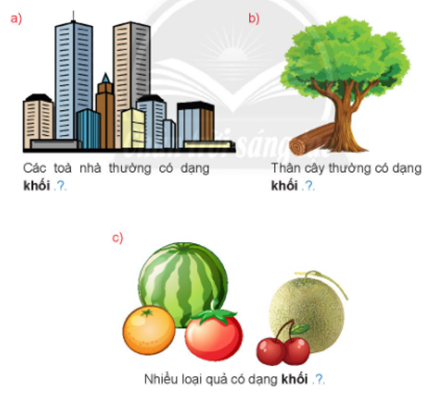 a)
b)
Các toà nhà thường có dạng
khối .?.
Thân cây thường có dạng
khối .?.
c)
Nhiều loại quả có dạng khối .?.